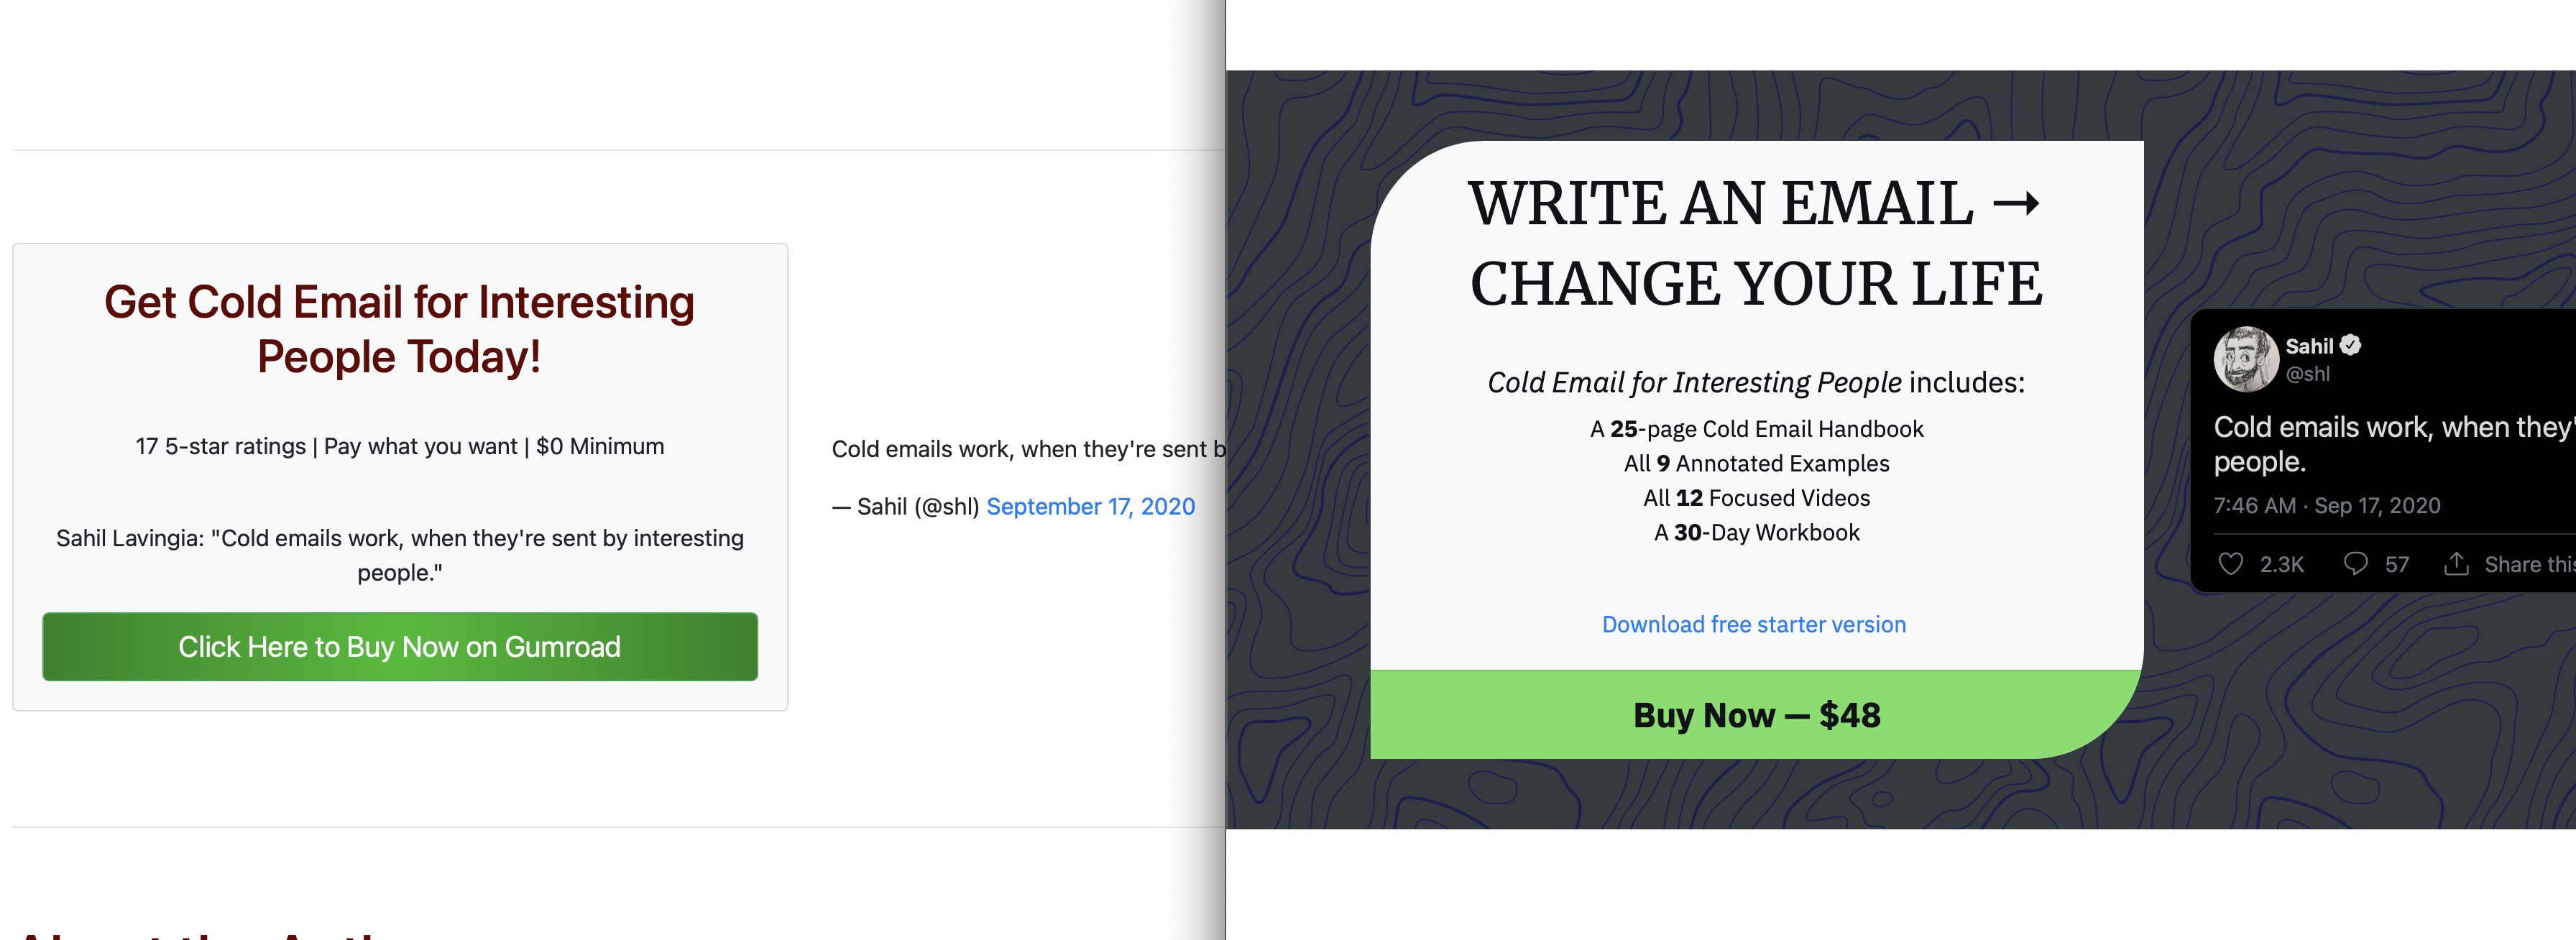 Get Cold Email for Interesting
People Today!
17 5-star ratings | Pay what you want | $0 Minimum
Sahil Lavingia: "Cold emails work, when they're sent by interesting
people."
Click Here to Buy Now on Gumroad
Cold emails work, when they're sent b
— Sahil (@shl) September 17, 2020
WRITE AN EMAIL →
CHANGE YOUR LIFE
Cold Email for Interesting People includes:
A 25-page Cold Email Handbook
All 9 Annotated Examples
All 12 Focused Videos
A 30-Day Workbook
Download free starter version
Buy Now — $48
Sahil
@shl
Cold emails work, when they'
people.
7:46 AM · Sep 17, 2020
2.3K 57 Share this